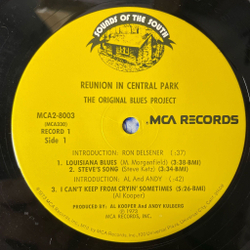 SOUNDS OF THE SOUTH
REUNION IN CENTRAL PARK
THE ORIGINAL BLUES PROJECT
MCA2-8003
(MCA8003)
RECORD 1
Side 1
MCA RECORDS
INTRODUCTION: RON DELSENER (:37)
1. LOUISIANA BLUES (M. Morganfield) (3:38-BMI)
2. STEVE'S SONG (Steve Katz) (3:34-BMI)
INTRODUCTION: AL And ANDY (:42)
3. I CAN'T KEEP FROM CRYIN' SOMETIMES (5:26-BMI)
(Al Kooper)
PRODUCED BY: AL KOOPER AND ANDY KULBERG
℗ 1973
MCA RECORDS, INC.